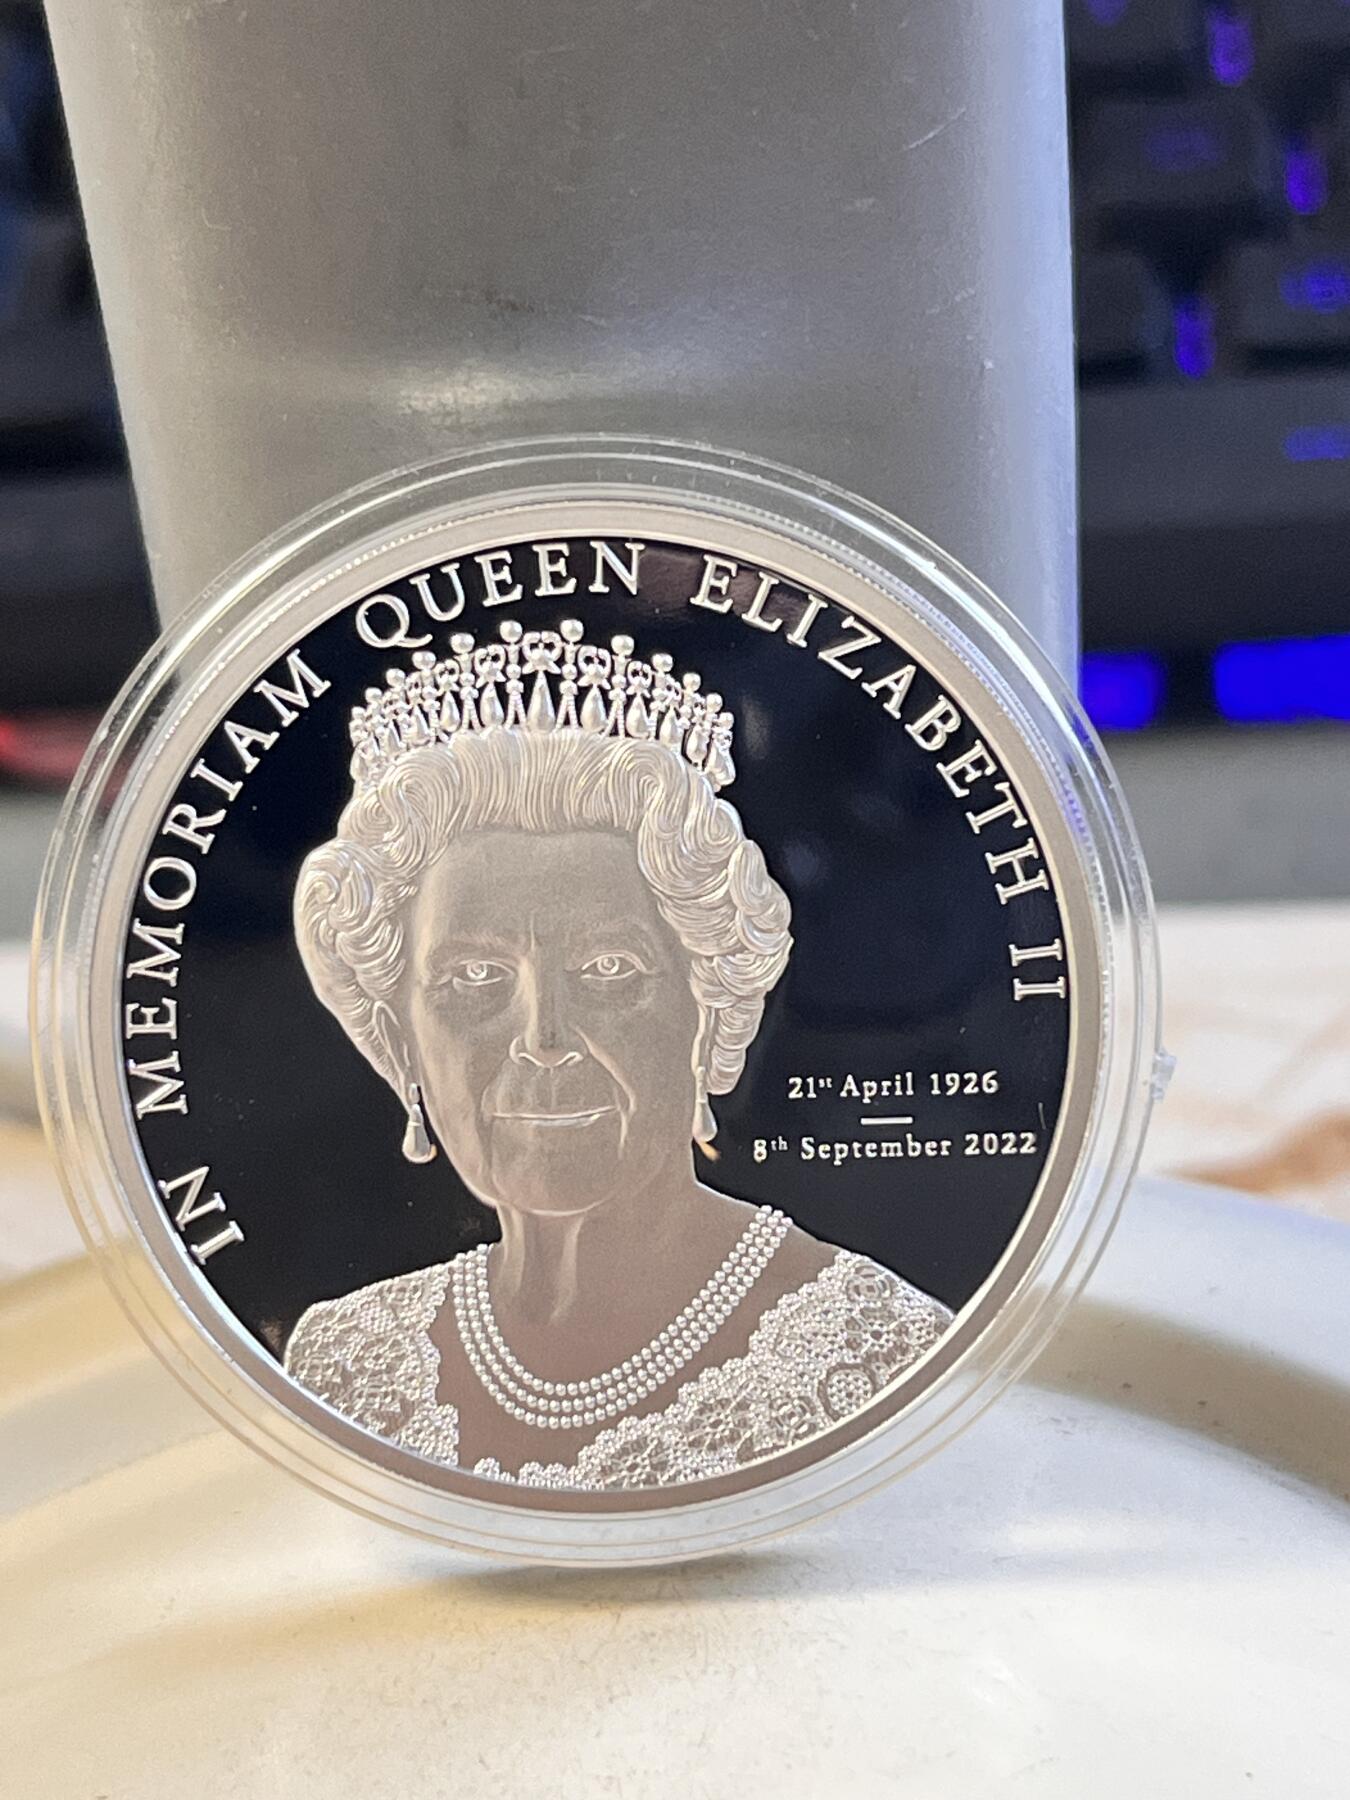 IN MEMORIAM QUEEN ELIZABETH II
21st April 1926
8th September 2022